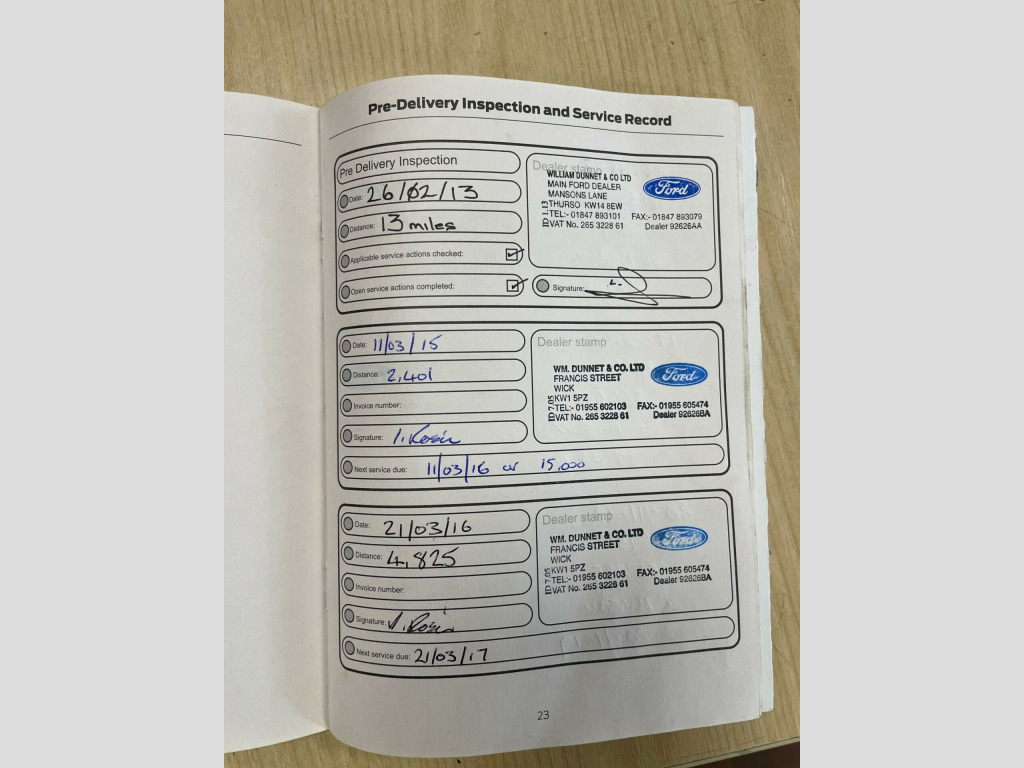 Pre-Delivery Inspection and Service Record
Pre Delivery Inspection
Date: 26/02/13
Distance: 13 miles
Applicable service actions checked:
Open service actions completed:
Dealer stamp
WILLIAM DUNNET & CO LTD
MAIN FORD DEALER
MANSONS LANE
THURSO KW14 8EW
TEL:- 01847 893101 FAX:- 01847 893079
VAT No. 265 3228 61 Dealer 92626AA
Ford
Signature:
Date: 11/03/15
Distance: 2,401
Invoice number:
Signature:
Next service due: 11/03/16 or 15,000
Dealer stamp
WM. DUNNET & CO. LTD
FRANCIS STREET
WICK
KW1 5PZ
TEL:- 01955 602103 FAX:- 01955 605474
VAT No. 265 3228 61 Dealer 92626BA
ID 7.05
Ford
Date: 21/03/16
Distance: 4,825
Invoice number:
Signature:
Next service due: 21/03/17
Dealer stamp
WM. DUNNET & CO. LTD
FRANCIS STREET
WICK
KW1 5PZ
TEL:- 01955 602103 FAX:- 01955 605474
VAT No. 265 3228 61 Dealer 92626BA
ID 7.05
Ford
23